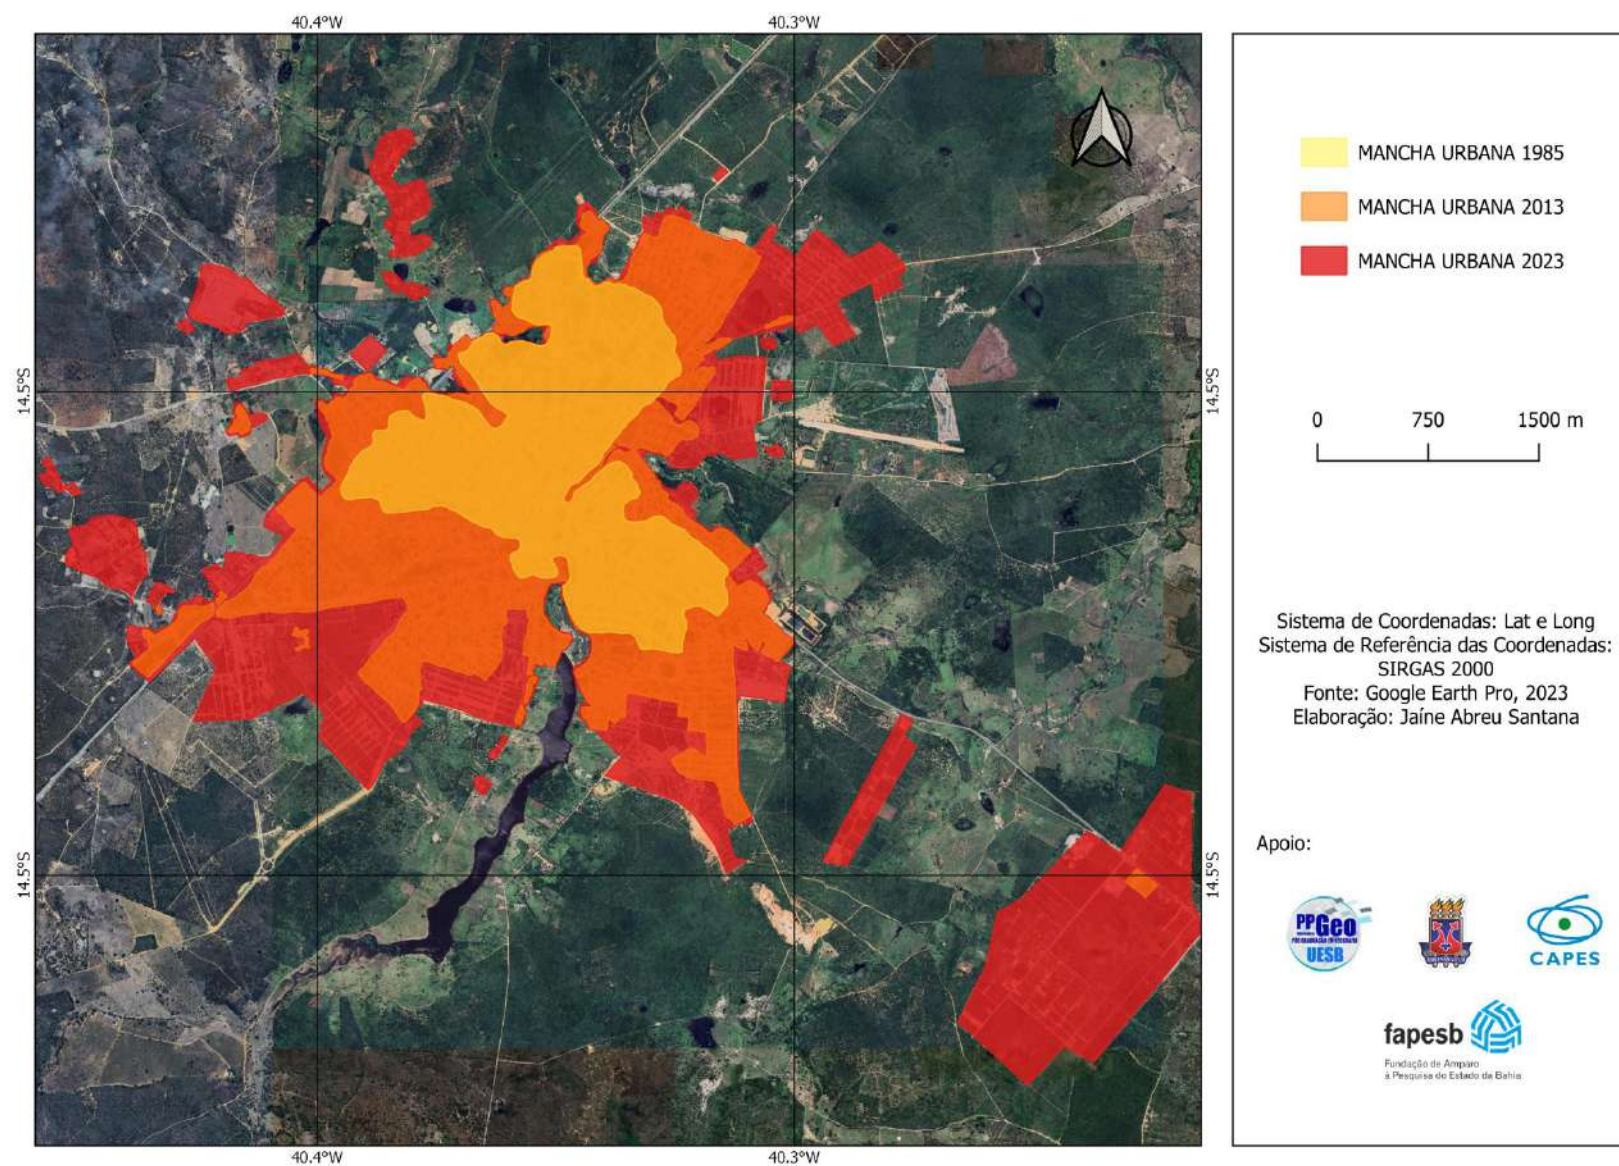 40.4°W
40.3°W
14.5°S
14.5°S
14.5°S
14.5°S
40.4°W
40.3°W
MANCHA URBANA 1985
MANCHA URBANA 2013
MANCHA URBANA 2023
0 750 1500 m
Sistema de Coordenadas: Lat e Long
Sistema de Referência das Coordenadas:
SIRGAS 2000
Fonte: Google Earth Pro, 2023
Elaboração: Jaíne Abreu Santana
Apoio:
PPGeo
UESB
CAPES
fapesb
Fundação de Amparo
à Pesquisa do Estado da Bahia